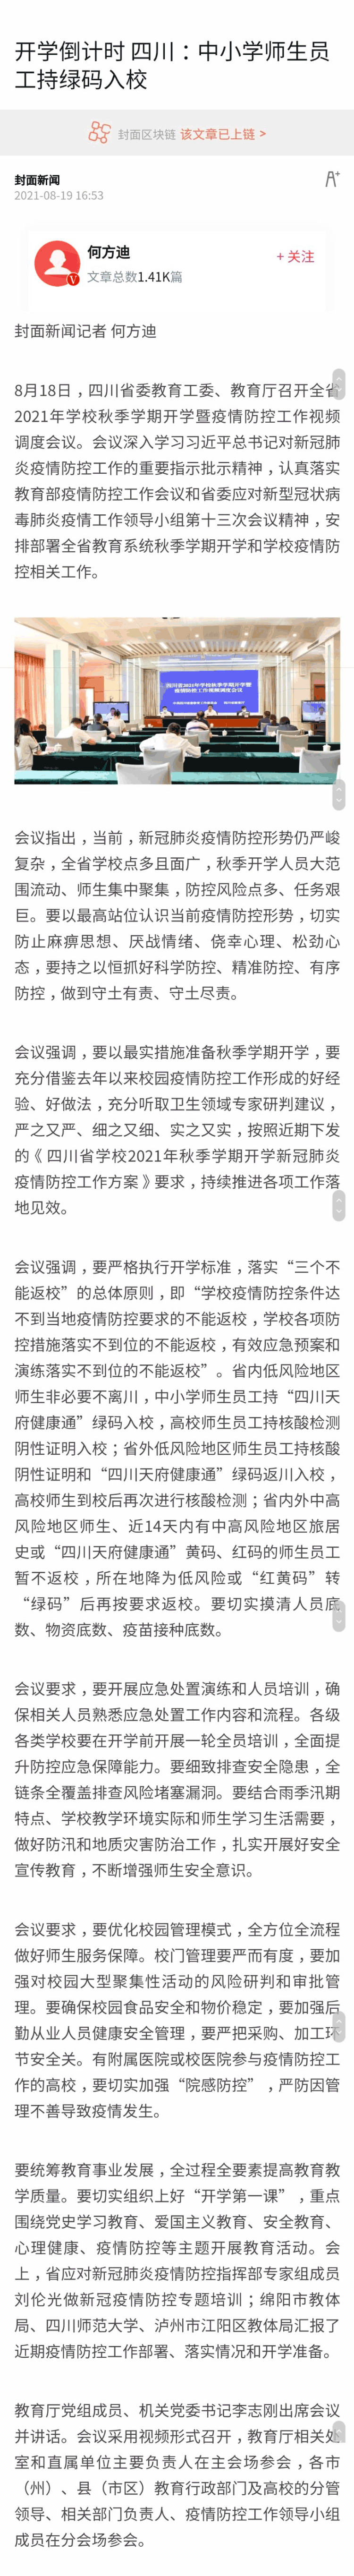 开学倒计时 四川：中小学师生员
工持绿码入校
封面区块链 该文章已上链 >
封面新闻
2021-08-19 16:53
A+
何方迪
+ 关注
文章总数1.41K篇
V
封面新闻记者 何方迪
8月18日，四川省委教育工委、教育厅召开全省
2021年学校秋季学期开学暨疫情防控工作视频
调度会议。会议深入学习习近平总书记对新冠肺
炎疫情防控工作的重要指示批示精神，认真落实
教育部疫情防控工作会议和省委应对新型冠状病
毒肺炎疫情工作领导小组第十三次会议精神，安
排部署全省教育系统秋季学期开学和学校疫情防
控相关工作。
四川省2021年学校秋季学期开学暨
疫情防控工作视频调度会议
会议指出，当前，新冠肺炎疫情防控形势仍严峻
复杂，全省学校点多且面广，秋季开学人员大范
围流动、师生集中聚集，防控风险点多、任务艰
巨。要以最高站位认识当前疫情防控形势，切实
防止麻痹思想、厌战情绪、侥幸心理、松劲心
态，要持之以恒抓好科学防控、精准防控、有序
防控，做到守土有责、守土尽责。
会议强调，要以最实措施准备秋季学期开学，要
充分借鉴去年以来校园疫情防控工作形成的好经
验、好做法，充分听取卫生领域专家研判建议，
严之又严、细之又细、实之又实，按照近期下发
的《 四川省学校2021年秋季学期开学新冠肺炎
疫情防控工作方案 》要求，持续推进各项工作落
地见效。
会议强调，要严格执行开学标准，落实“三个不
能返校”的总体原则，即“学校疫情防控条件达
不到当地疫情防控要求的不能返校，学校各项防
控措施落实不到位的不能返校，有效应急预案和
演练落实不到位的不能返校”。省内低风险地区
师生非必要不离川，中小学师生员工持“四川天
府健康通”绿码入校，高校师生员工持核酸检测
阴性证明入校；省外低风险地区师生员工持核酸
阴性证明和“四川天府健康通”绿码返川入校，
高校师生到校后再次进行核酸检测；省内外中高
风险地区师生、近14天内有中高风险地区旅居
史或“四川天府健康通”黄码、红码的师生员工
暂不返校，所在地降为低风险或“红黄码”转
“绿码”后再按要求返校。要切实摸清人员底
数、物资底数、疫苗接种底数。
会议要求，要开展应急处置演练和人员培训，确
保相关人员熟悉应急处置工作内容和流程。各级
各类学校要在开学前开展一轮全员培训，全面提
升防控应急保障能力。要细致排查安全隐患，全
链条全覆盖排查风险堵塞漏洞。要结合雨季汛期
特点、学校教学环境实际和师生学习生活需要，
做好防汛和地质灾害防治工作，扎实开展好安全
宣传教育，不断增强师生安全意识。
会议要求，要优化校园管理模式，全方位全流程
做好师生服务保障。校门管理要严而有度，要加
强对校园大型聚集性活动的风险研判和审批管
理。要确保校园食品安全和物价稳定，要加强后
勤从业人员健康安全管理，要严把采购、加工环
节安全关。有附属医院或校医院参与疫情防控工
作的高校，要切实加强“院感防控”，严防因管
理不善导致疫情发生。
要统筹教育事业发展，全过程全要素提高教育教
学质量。要切实组织上好“开学第一课”，重点
围绕党史学习教育、爱国主义教育、安全教育、
心理健康、疫情防控等主题开展教育活动。会
上，省应对新冠肺炎疫情防控指挥部专家组成员
刘伦光做新冠疫情防控专题培训；绵阳市教体
局、四川师范大学、泸州市江阳区教体局汇报了
近期疫情防控工作部署、落实情况和开学准备。
教育厅党组成员、机关党委书记李志刚出席会议
并讲话。会议采用视频形式召开，教育厅相关处
室和直属单位主要负责人在主会场参会，各市
（州）、县（市区）教育行政部门及高校的分管
领导、相关部门负责人、疫情防控工作领导小组
成员在分会场参会。